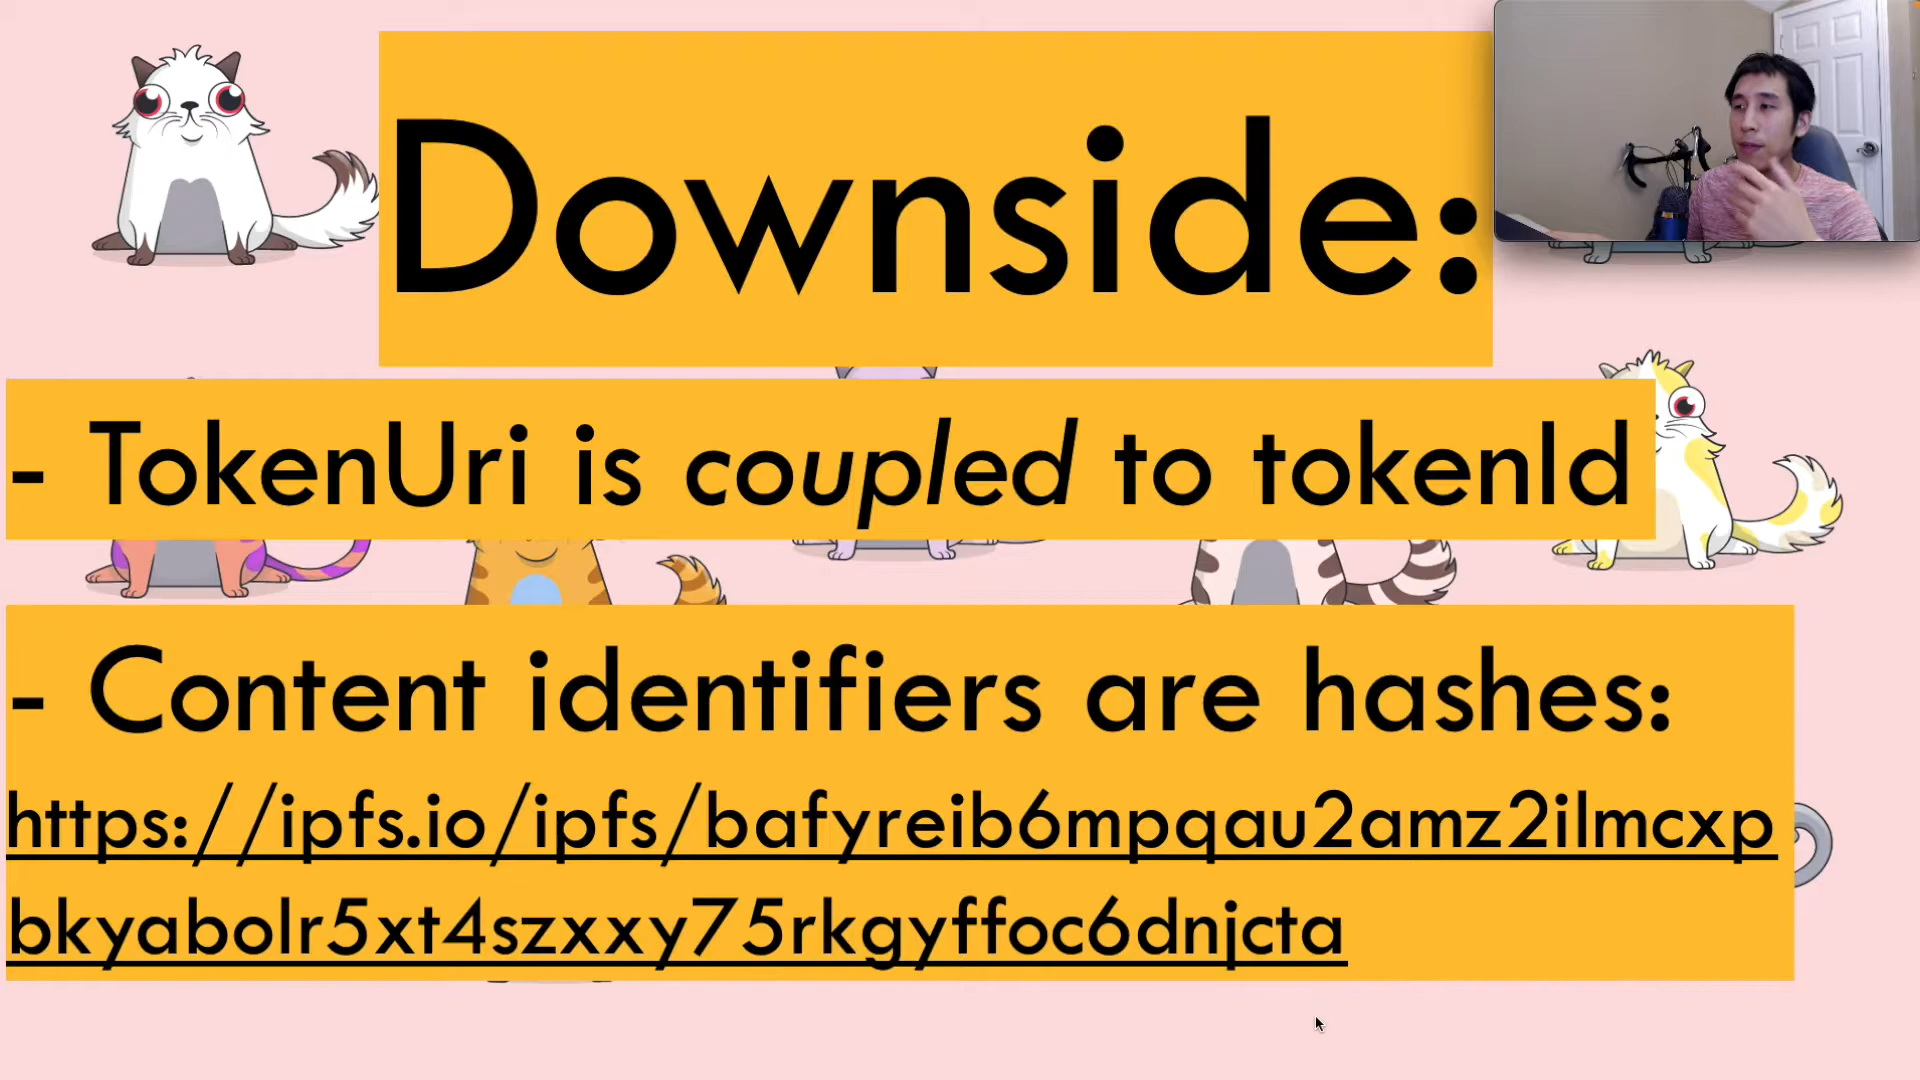 Downside:
- TokenUri is coupled to tokenId
- Content identifiers are hashes:
https://ipfs.io/ipfs/bafyreib6mpqau2amz2ilmcxp
bkyabolr5xt4szxxy75rkgyffoc6dnjcta